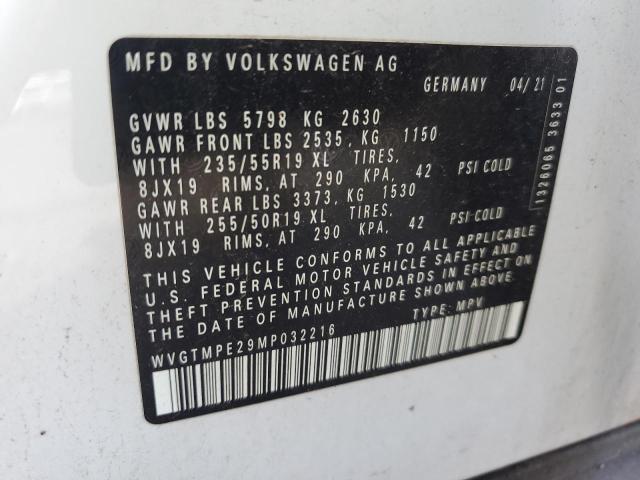 MFD BY VOLKSWAGEN AG
GERMANY 04/21
GVWR LBS 5798 KG 2630
GAWR FRONT LBS 2535, KG 1150
WITH 235/55R19 XL TIRES,
8JX19 RIMS, AT 290 KPA, 42 PSI COLD
GAWR REAR LBS 3373, KG 1530
WITH 255/50R19 XL TIRES,
8JX19 RIMS, AT 290 KPA, 42 PSI-COLD
THIS VEHICLE CONFORMS TO ALL APPLICABLE
U.S. FEDERAL MOTOR VEHICLE SAFETY AND
THEFT PREVENTION STANDARDS IN EFFECT ON
THE DATE OF MANUFACTURE SHOWN ABOVE.
TYPE: MPV
WVGTMPE29MP032216
1326065 3633 01